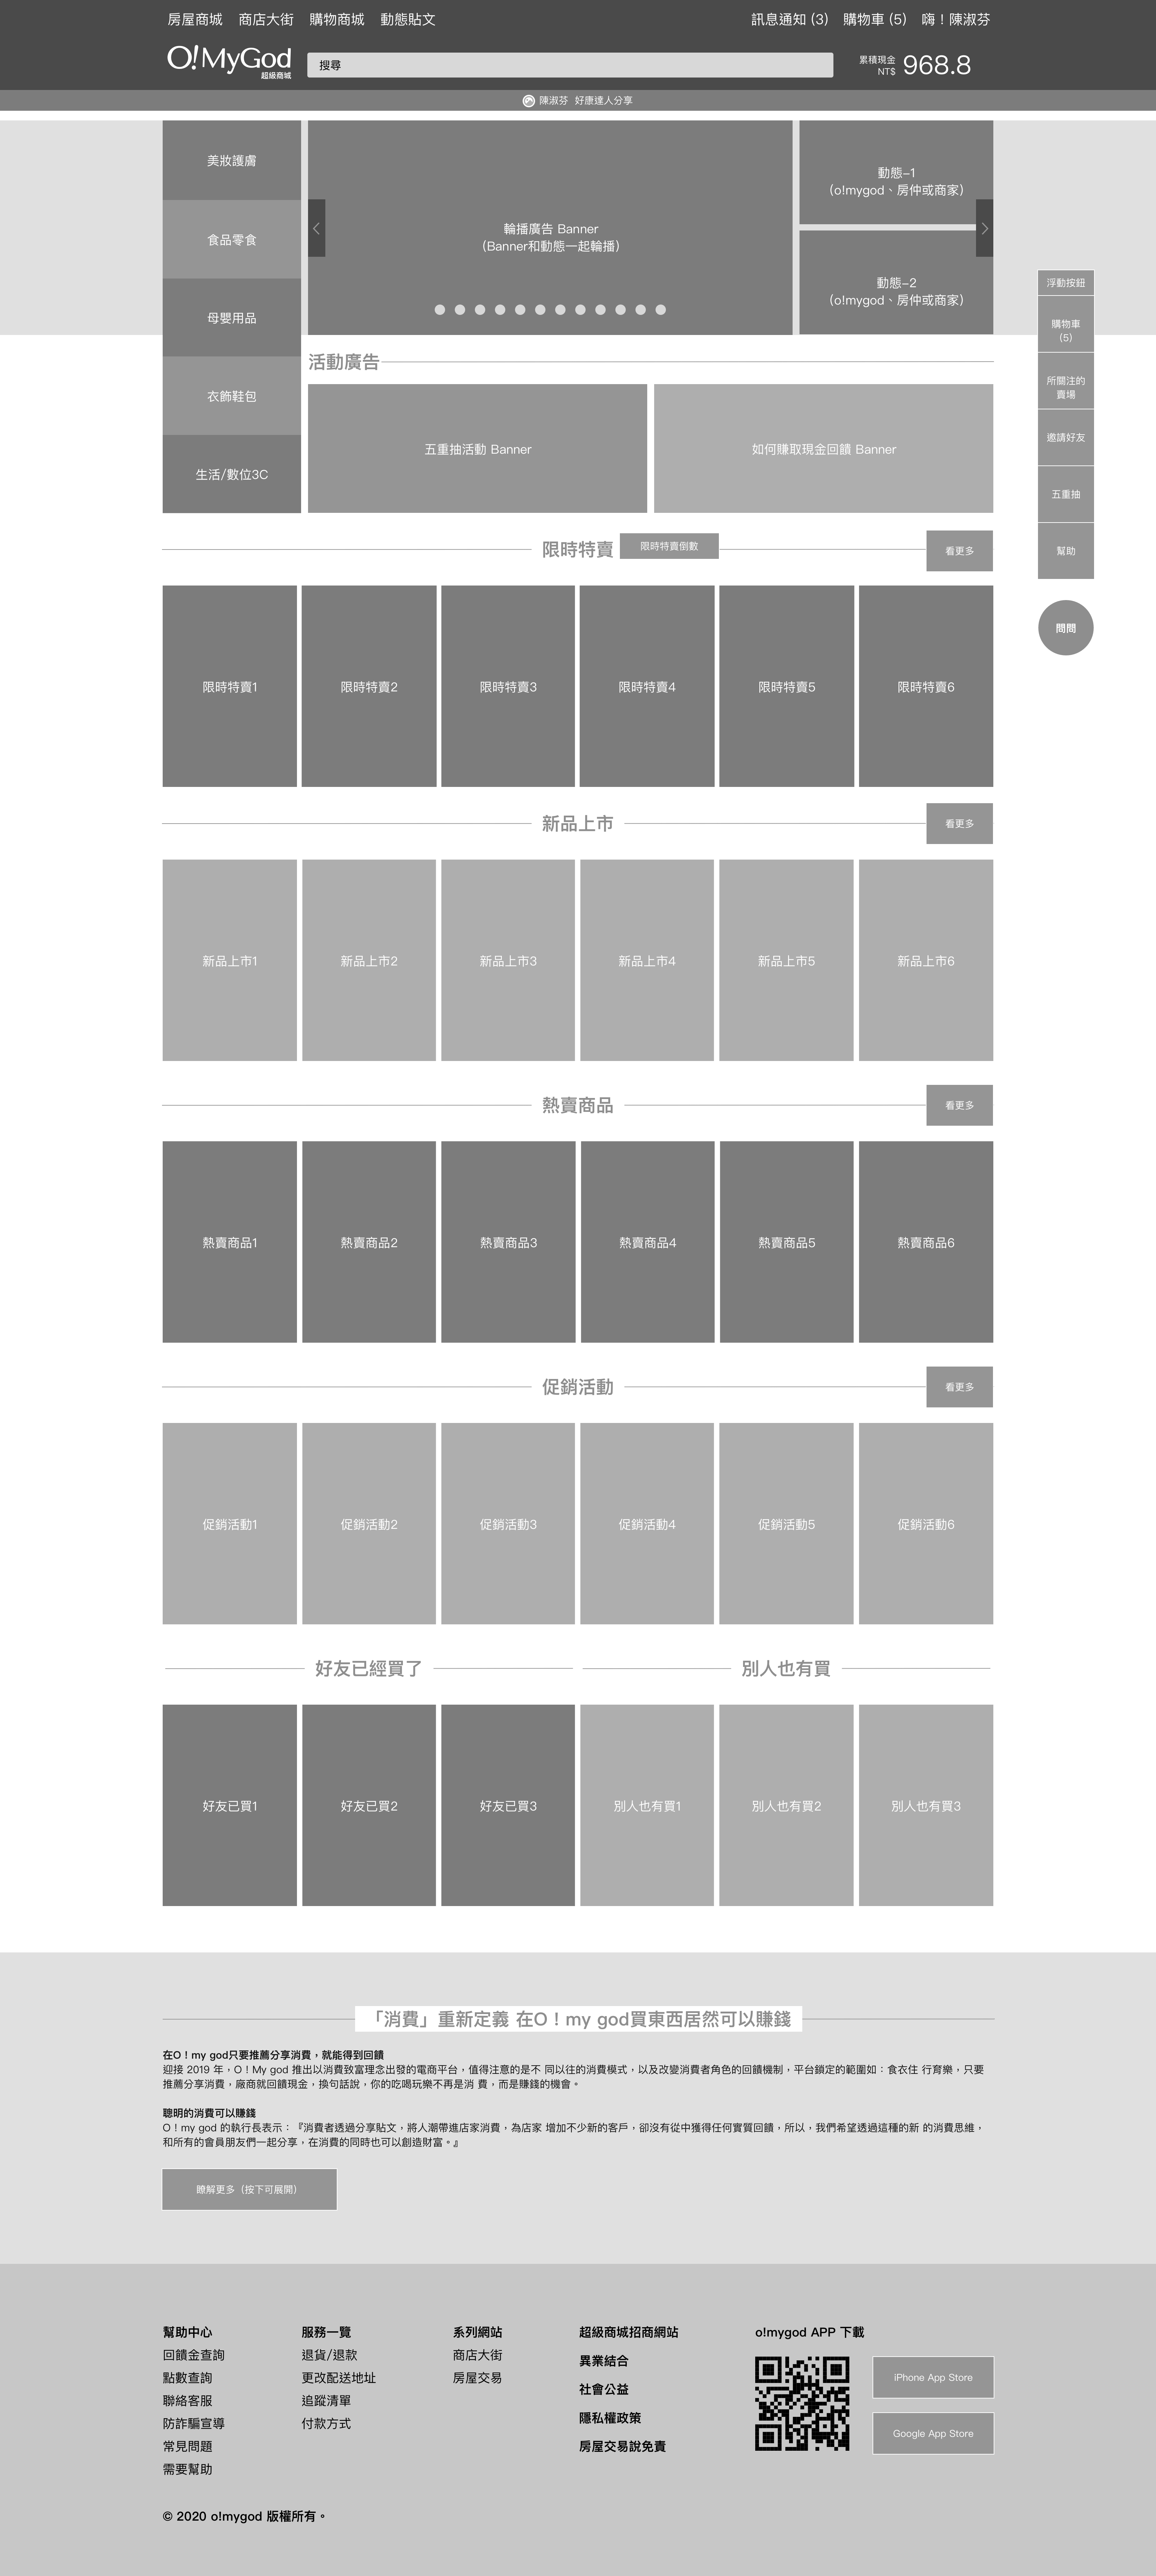 房屋商城 商店大街 購物商城 動態貼文 訊息通知 (3) 購物車 (5) 嗨！陳淑芬
O!MyGod
超級商城
搜尋
累積現金
NT$ 968.8
陳淑芬 好康達人分享
美妝護膚
食品零食
母嬰用品
衣飾鞋包
生活/數位3C
輪播廣告 Banner
(Banner和動態一起輪播)
動態-1
(o!mygod、房仲或商家)
動態-2
(o!mygod、房仲或商家)
浮動按鈕
購物車
(5)
所關注的
賣場
邀請好友
五重抽
幫助
問問
活動廣告
五重抽活動 Banner
如何賺取現金回饋 Banner
限時特賣 限時特賣倒數 看更多
限時特賣1 限時特賣2 限時特賣3 限時特賣4 限時特賣5 限時特賣6
新品上市 看更多
新品上市1 新品上市2 新品上市3 新品上市4 新品上市5 新品上市6
熱賣商品 看更多
熱賣商品1 熱賣商品2 熱賣商品3 熱賣商品4 熱賣商品5 熱賣商品6
促銷活動 看更多
促銷活動1 促銷活動2 促銷活動3 促銷活動4 促銷活動5 促銷活動6
好友已經買了 別人也有買
好友已買1 好友已買2 好友已買3 別人也有買1 別人也有買2 別人也有買3
「消費」重新定義 在O ! my god買東西居然可以賺錢
在O ! my god只要推薦分享消費，就能得到回饋
迎接 2019 年，O ! My god 推出以消費致富理念出發的電商平台，值得注意的是不 同以往的消費模式，以及改變消費者角色的回饋機制，平台鎖定的範圍如：食衣住 行育樂，只要
推薦分享消費，廠商就回饋現金，換句話說，你的吃喝玩樂不再是消 費，而是賺錢的機會。
聰明的消費可以賺錢
O ! my god 的執行長表示：『消費者透過分享貼文，將人潮帶進店家消費，為店家 增加不少新的客戶，卻沒有從中獲得任何實質回饋，所以，我們希望透過這種的新 的消費思維，
和所有的會員朋友們一起分享，在消費的同時也可以創造財富。』
瞭解更多（按下可展開）
幫助中心
回饋金查詢
點數查詢
聯絡客服
防詐騙宣導
常見問題
需要幫助
服務一覽
退貨/退款
更改配送地址
追蹤清單
付款方式
系列網站
商店大街
房屋交易
超級商城招商網站
異業結合
社會公益
隱私權政策
房屋交易說免責
o!mygod APP 下載
iPhone App Store
Google App Store
© 2020 o!mygod 版權所有。